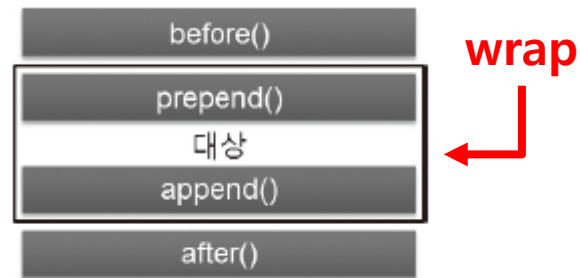 before()
wrap
prepend()
대상
append()
after()